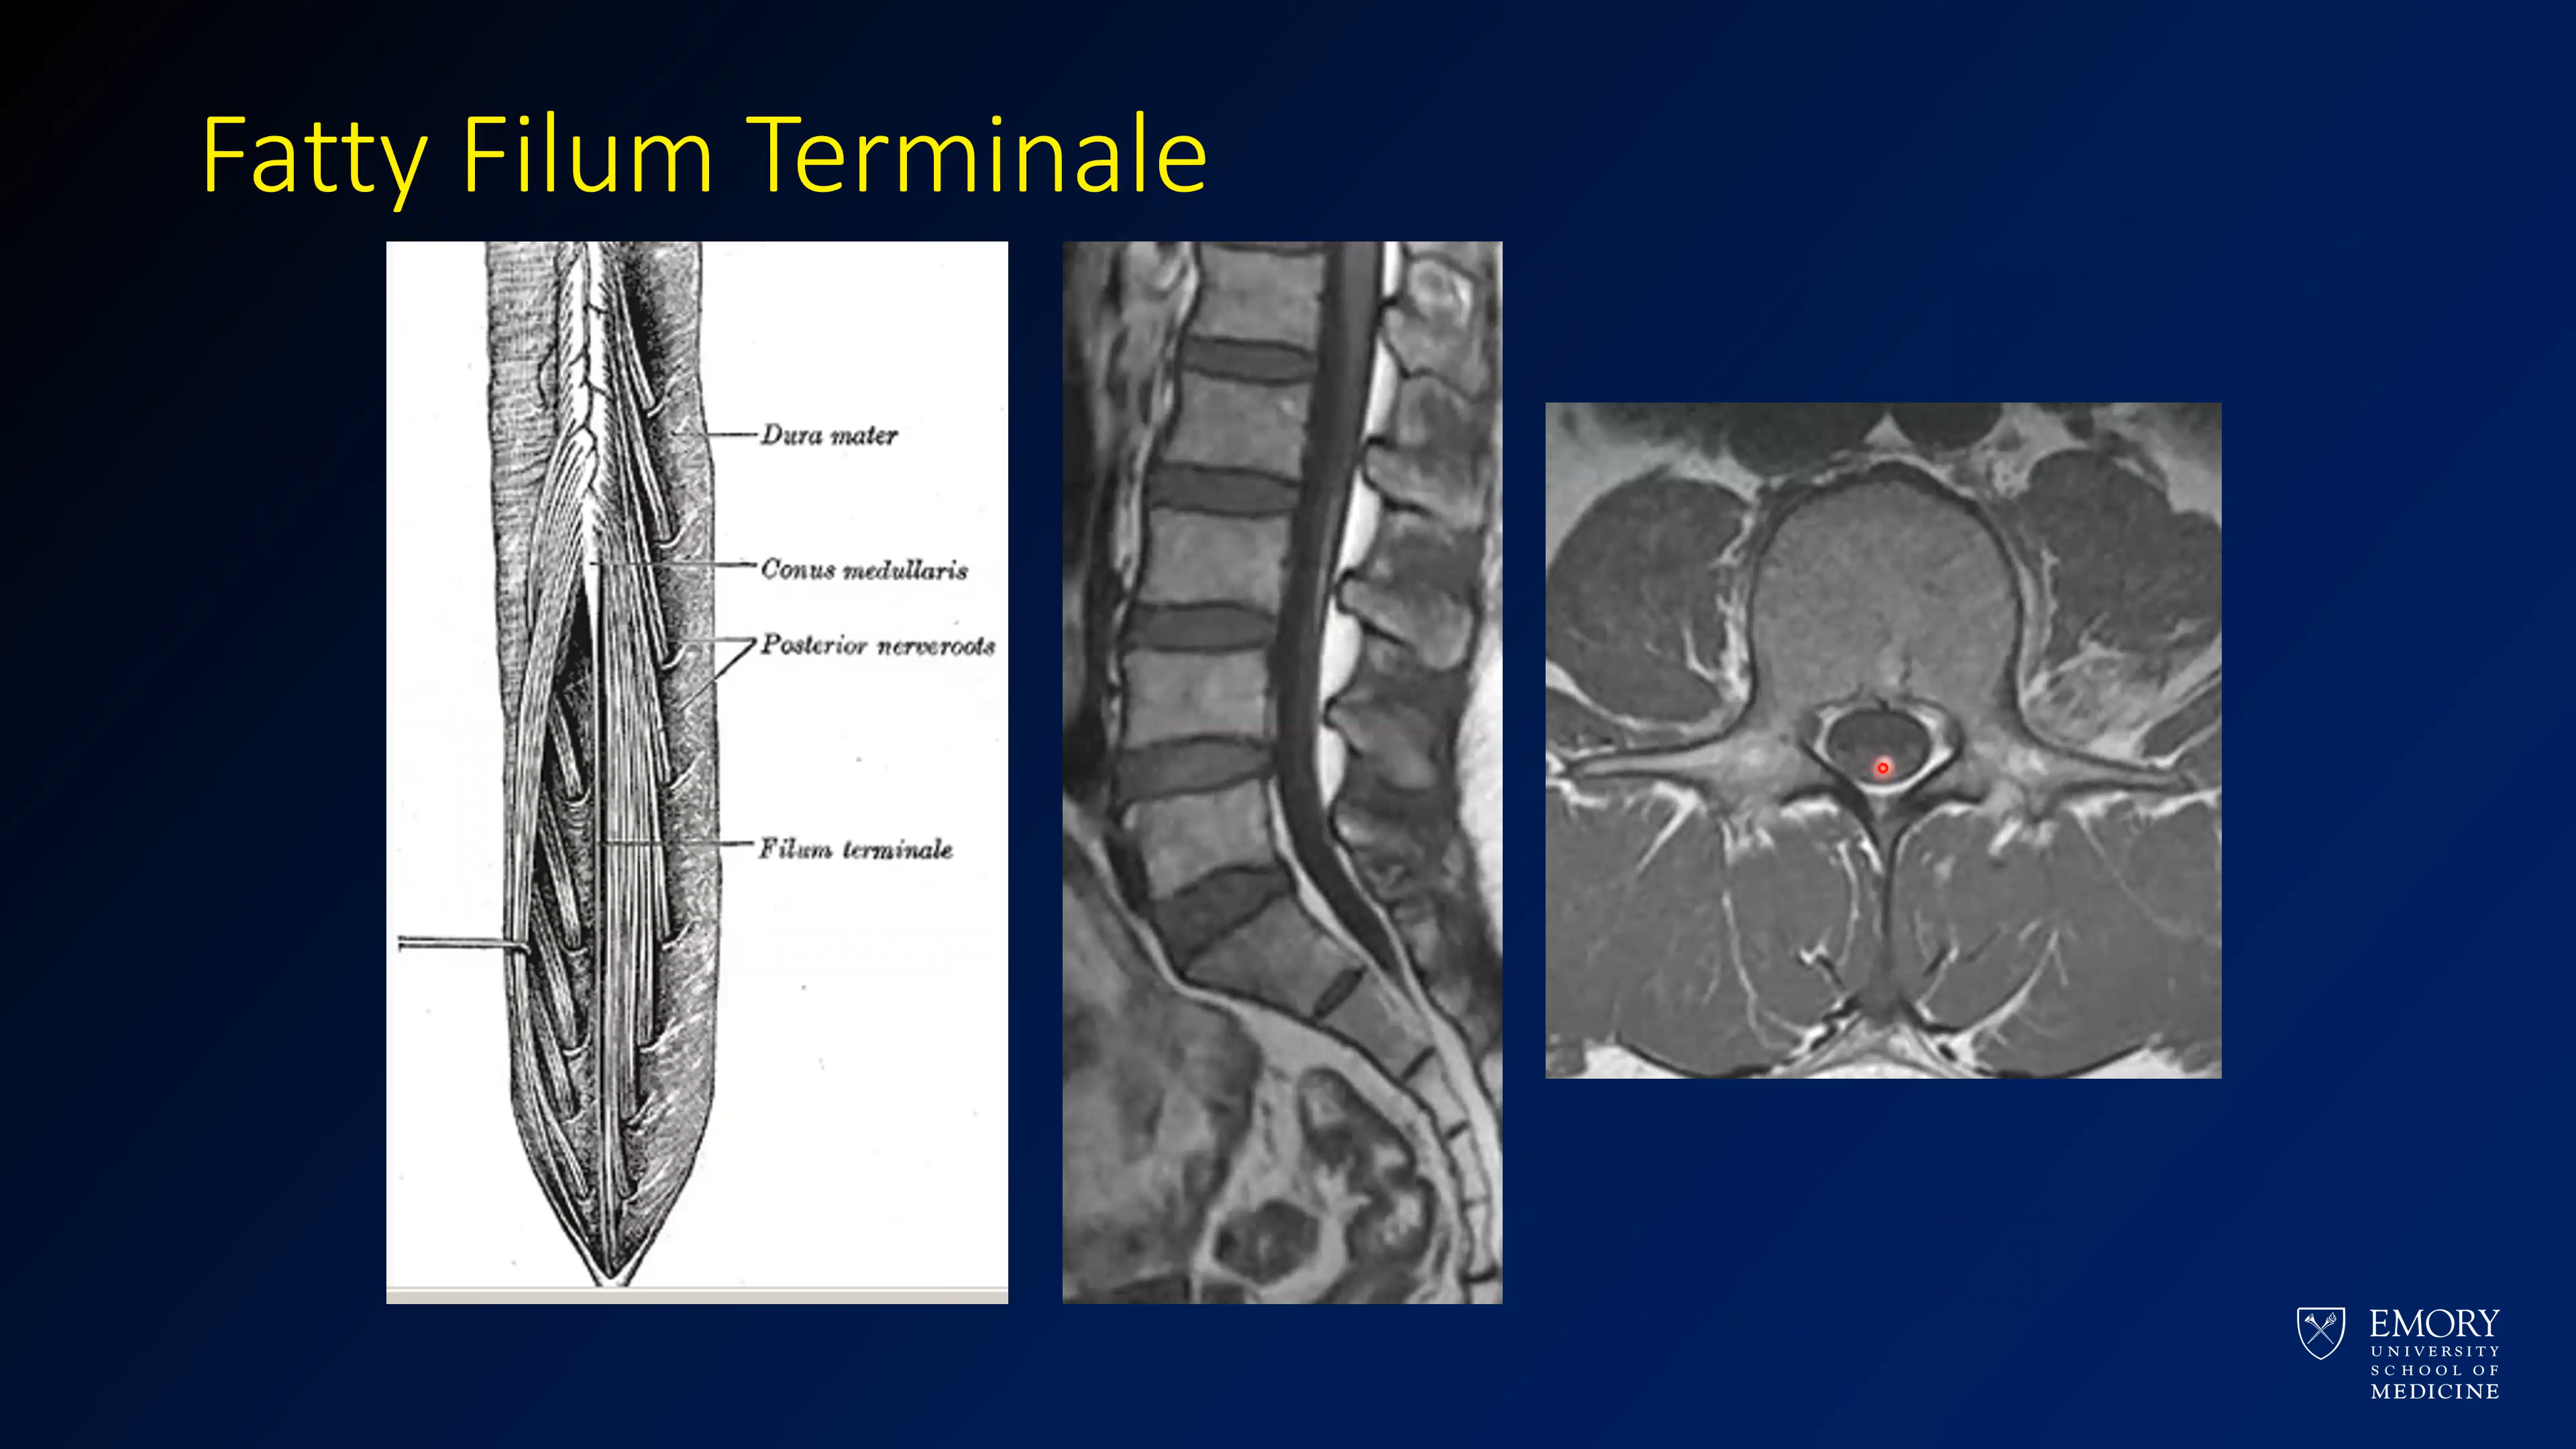 Fatty Filum Terminale
Dura mater
Conus medullaris
Posterior nerveroots
Filum terminale
EMORY
UNIVERSITY
SCHOOL OF
MEDICINE